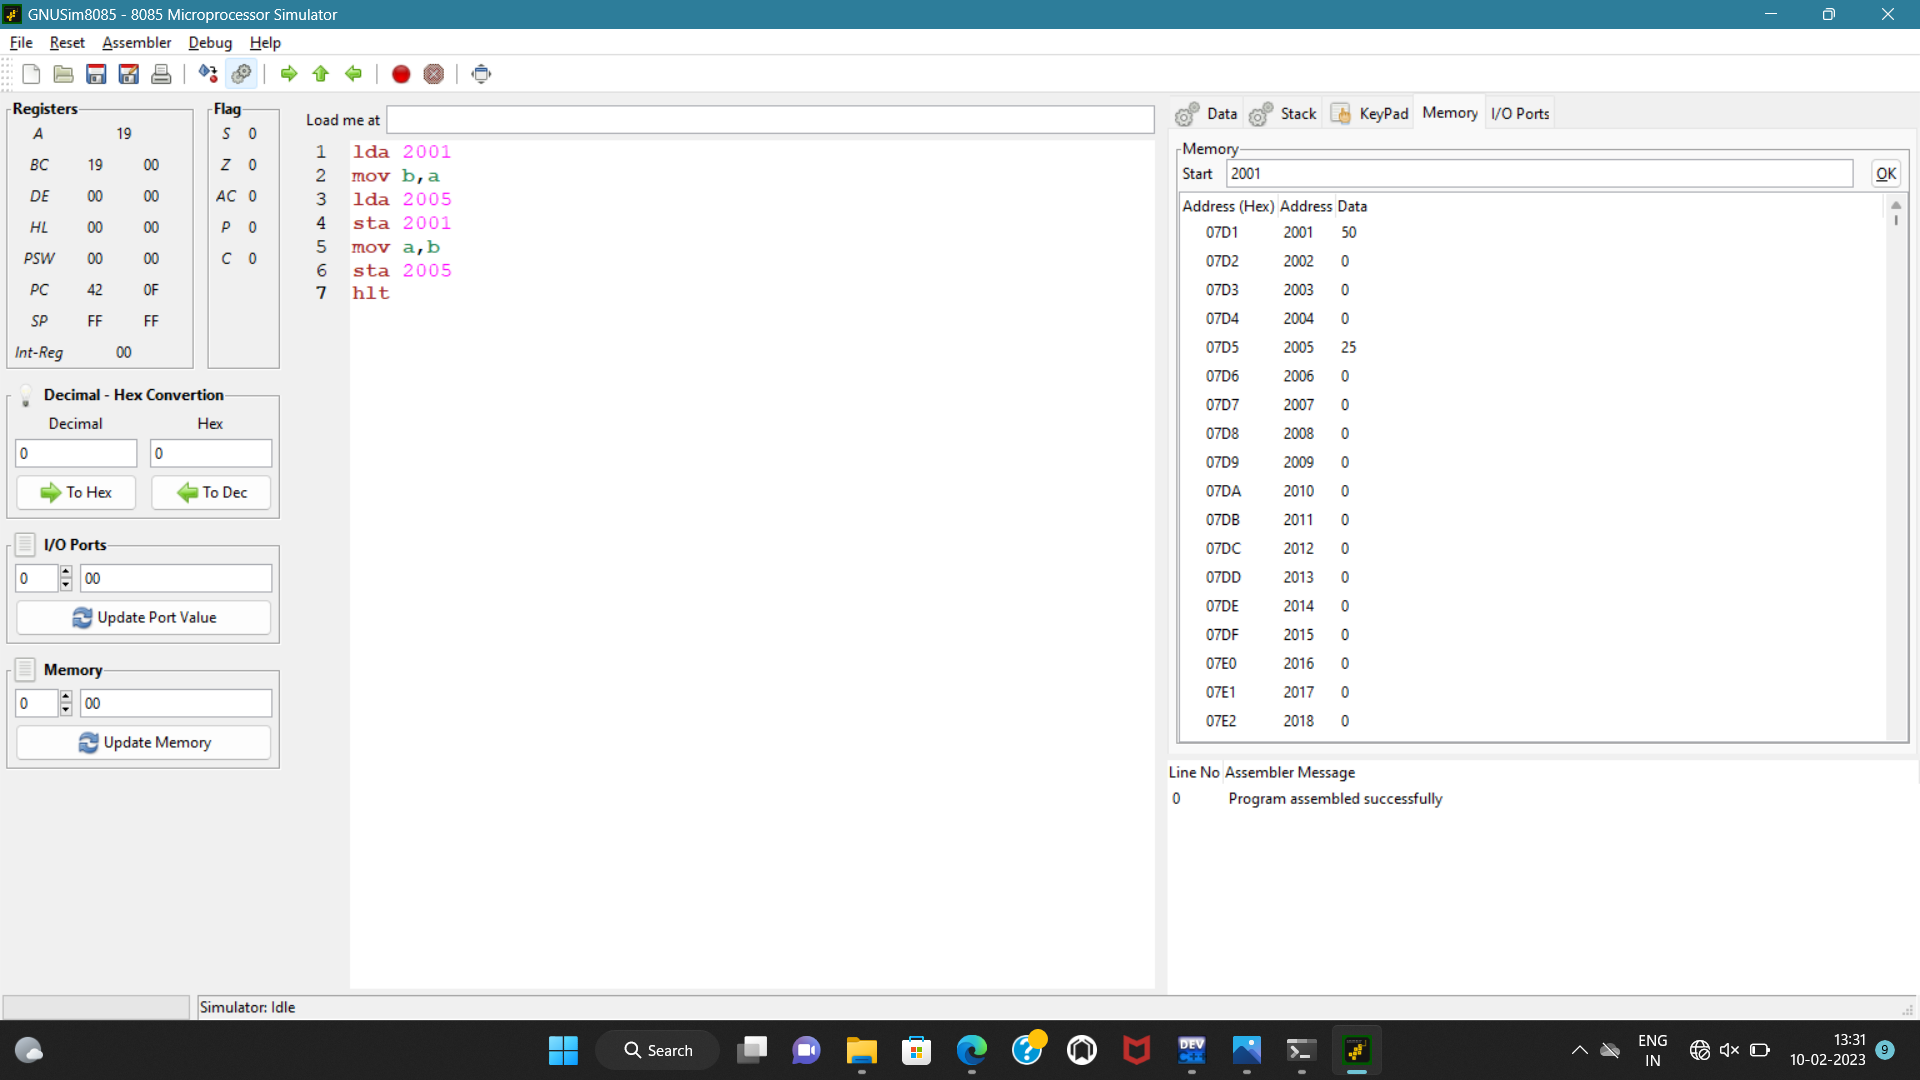 GNUSim8085 - 8085 Microprocessor Simulator
File Reset Assembler Debug Help
Registers
A 19
BC 19 00
DE 00 00
HL 00 00
PSW 00 00
PC 42 0F
SP FF FF
Int-Reg 00
Flag
S 0
Z 0
AC 0
P 0
C 0
Decimal - Hex Convertion
Decimal Hex
0 0
To Hex To Dec
I/O Ports
0 00
Update Port Value
Memory
0 00
Update Memory
Load me at
1 lda 2001
2 mov b,a
3 lda 2005
4 sta 2001
5 mov a,b
6 sta 2005
7 hlt
Data Stack KeyPad Memory I/O Ports
Memory
Start 2001 OK
Address (Hex) Address Data
07D1 2001 50
07D2 2002 0
07D3 2003 0
07D4 2004 0
07D5 2005 25
07D6 2006 0
07D7 2007 0
07D8 2008 0
07D9 2009 0
07DA 2010 0
07DB 2011 0
07DC 2012 0
07DD 2013 0
07DE 2014 0
07DF 2015 0
07E0 2016 0
07E1 2017 0
07E2 2018 0
Line No Assembler Message
0 Program assembled successfully
Simulator: Idle
Search
DEV
C++
ENG
IN
13:31
10-02-2023
9